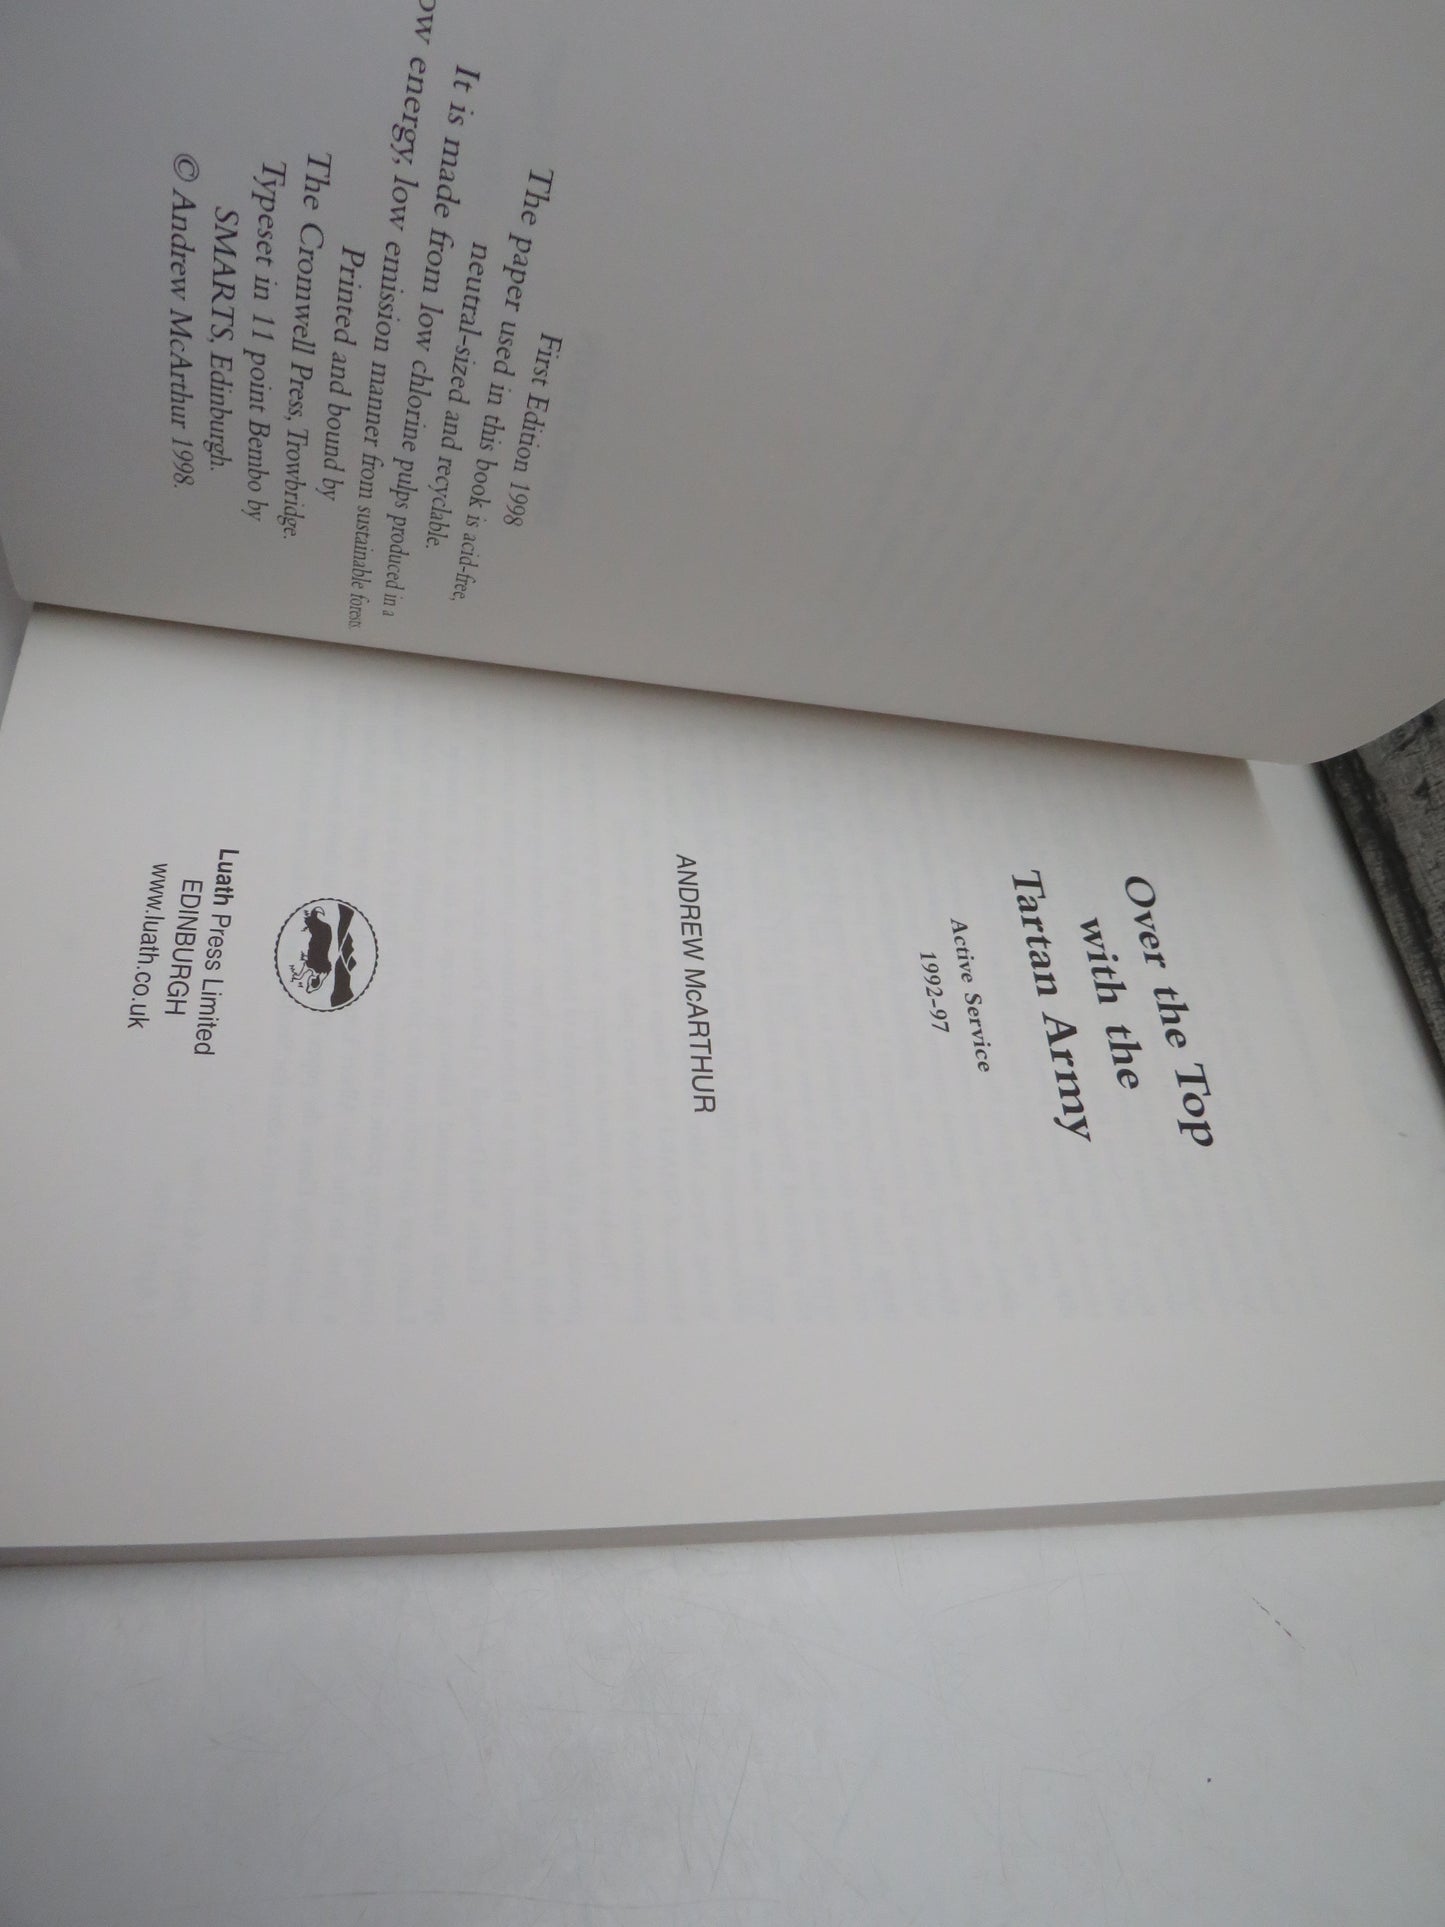 First Edition 1998
The paper used in this book is acid-free,
neutral-sized and recyclable.
It is made from low chlorine pulps produced in a
ow energy, low emission manner from sustainable forests.
Printed and bound by
The Cromwell Press, Trowbridge.
Typeset in 11 point Bembo by
SMARTS, Edinburgh.
© Andrew McArthur 1998.
Over the Top
with the
Tartan Army
Active Service
1992-97
ANDREW McARTHUR
Luath Press Limited
EDINBURGH
www.luath.co.uk